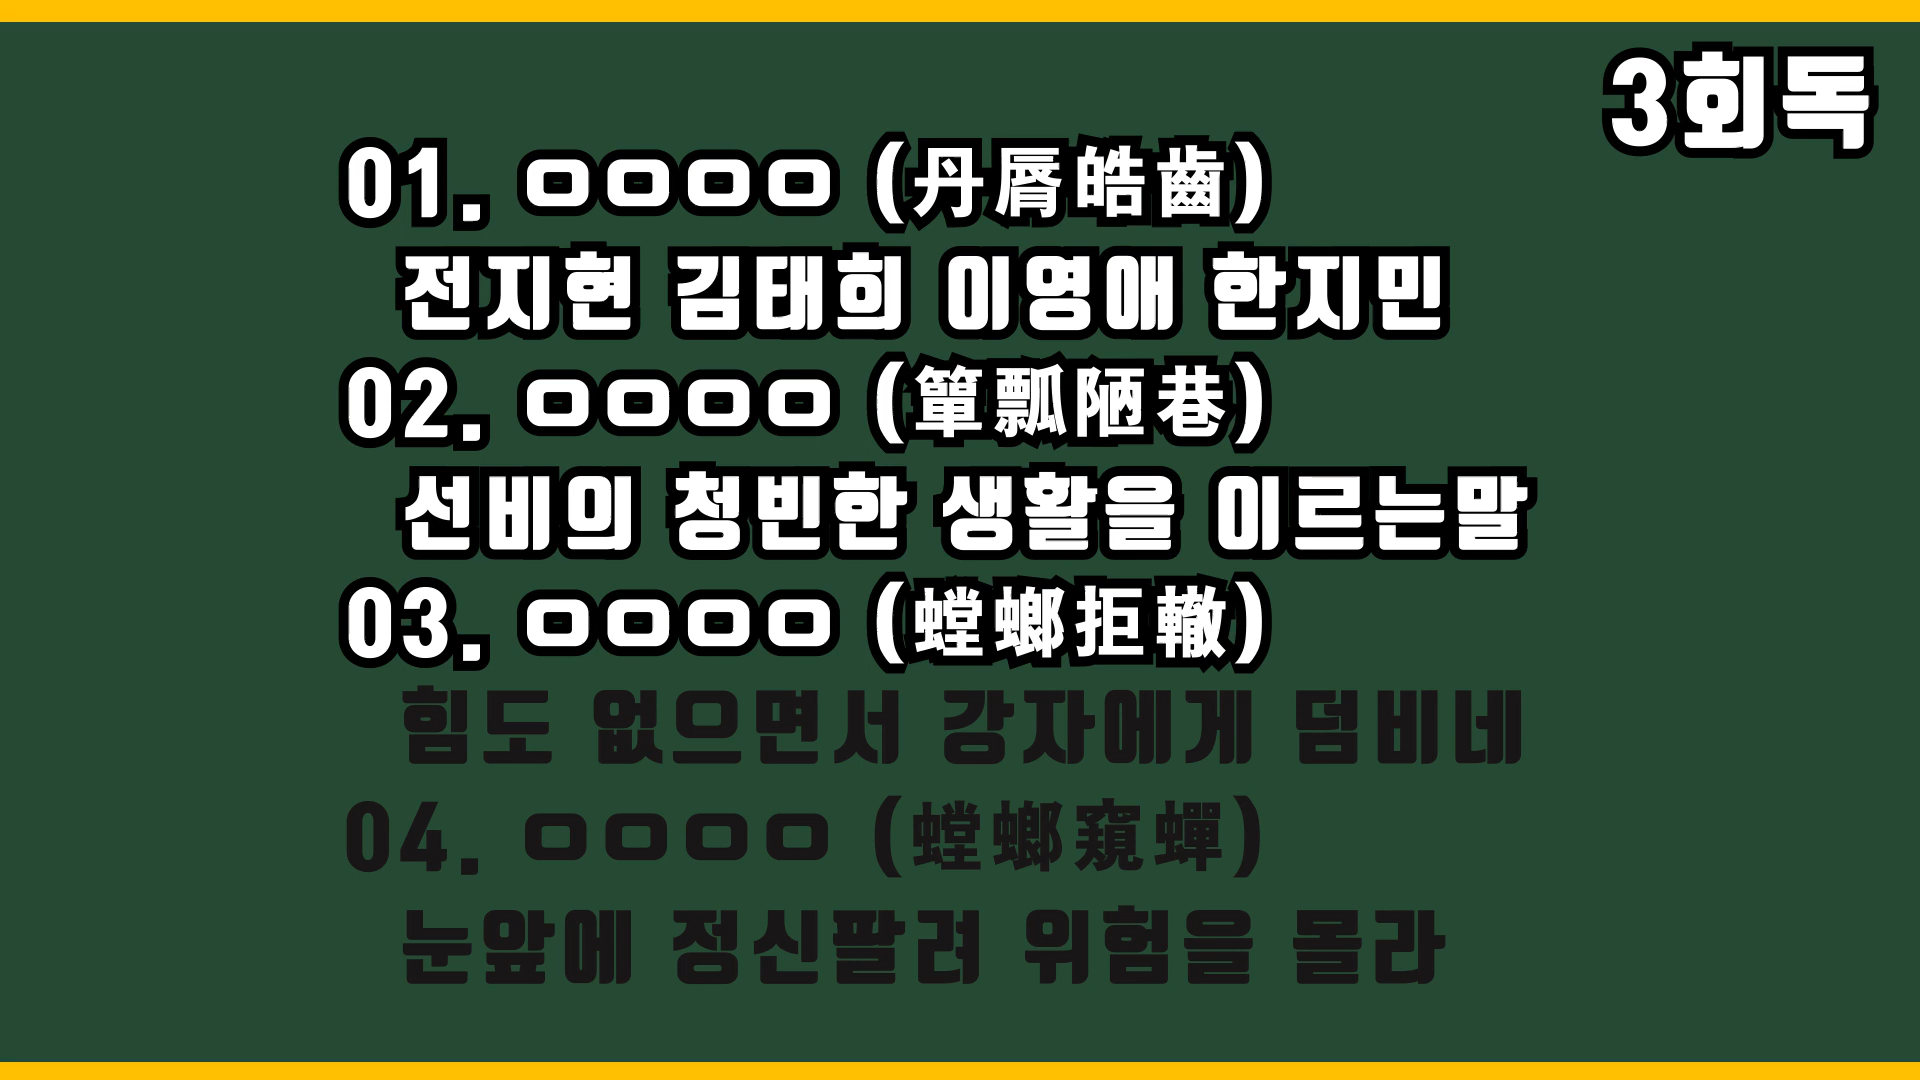 3회독
01. ㅇㅇㅇㅇ (丹脣皓齒)
전지현 김태희 이영애 한지민
02. ㅇㅇㅇㅇ (簞瓢陋巷)
선비의 청빈한 생활을 이르는말
03. ㅇㅇㅇㅇ (螳螂拒轍)
힘도 없으면서 강자에게 덤비네
04. ㅇㅇㅇㅇ (螳螂窺蟬)
눈앞에 정신팔려 위험을 몰라